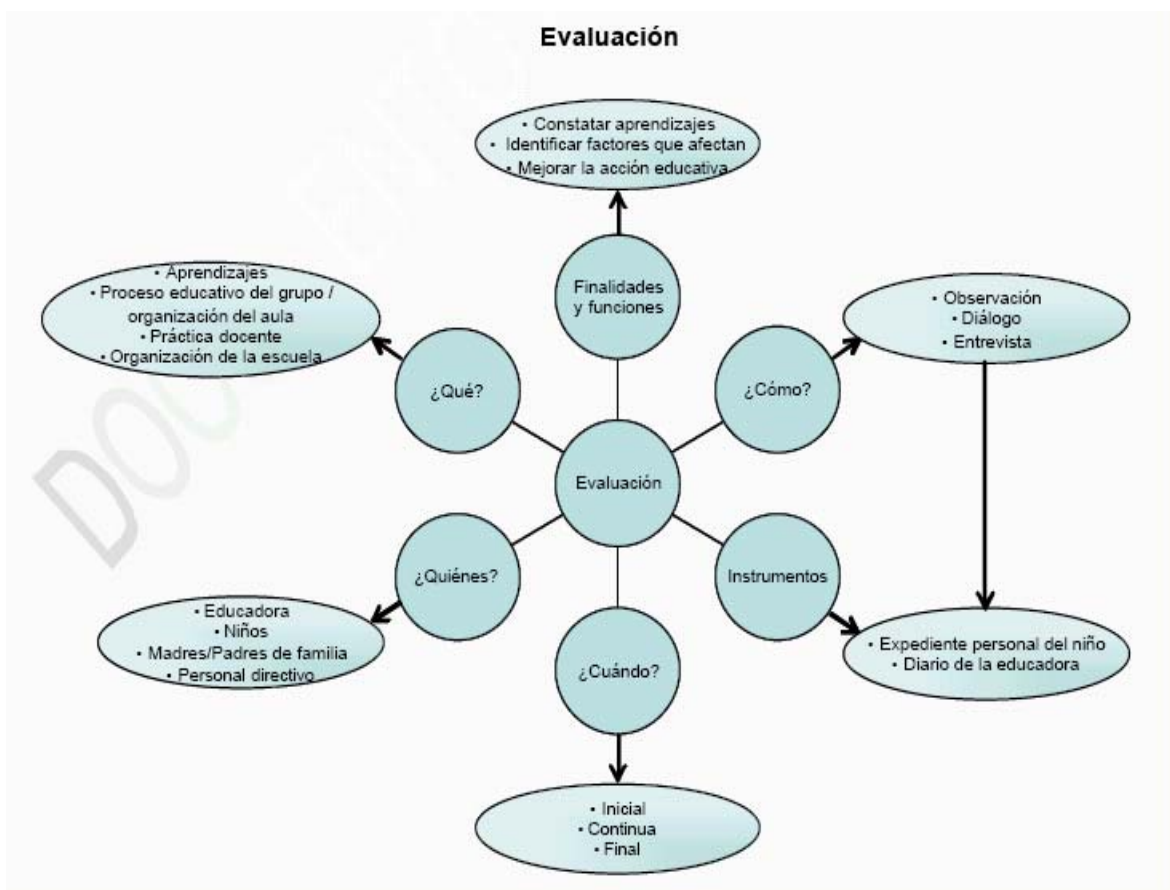 Evaluación
• Constatar aprendizajes
• Identificar factores que afectan
• Mejorar la acción educativa
Finalidades
y funciones
• Aprendizajes
• Proceso educativo del grupo /
organización del aula
• Práctica docente
• Organización de la escuela
¿Qué?
¿Cómo?
• Observación
• Diálogo
• Entrevista
Evaluación
¿Quiénes?
• Educadora
• Niños
• Madres/Padres de familia
• Personal directivo
Instrumentos
• Expediente personal del niño
• Diario de la educadora
¿Cuándo?
• Inicial
• Continua
• Final